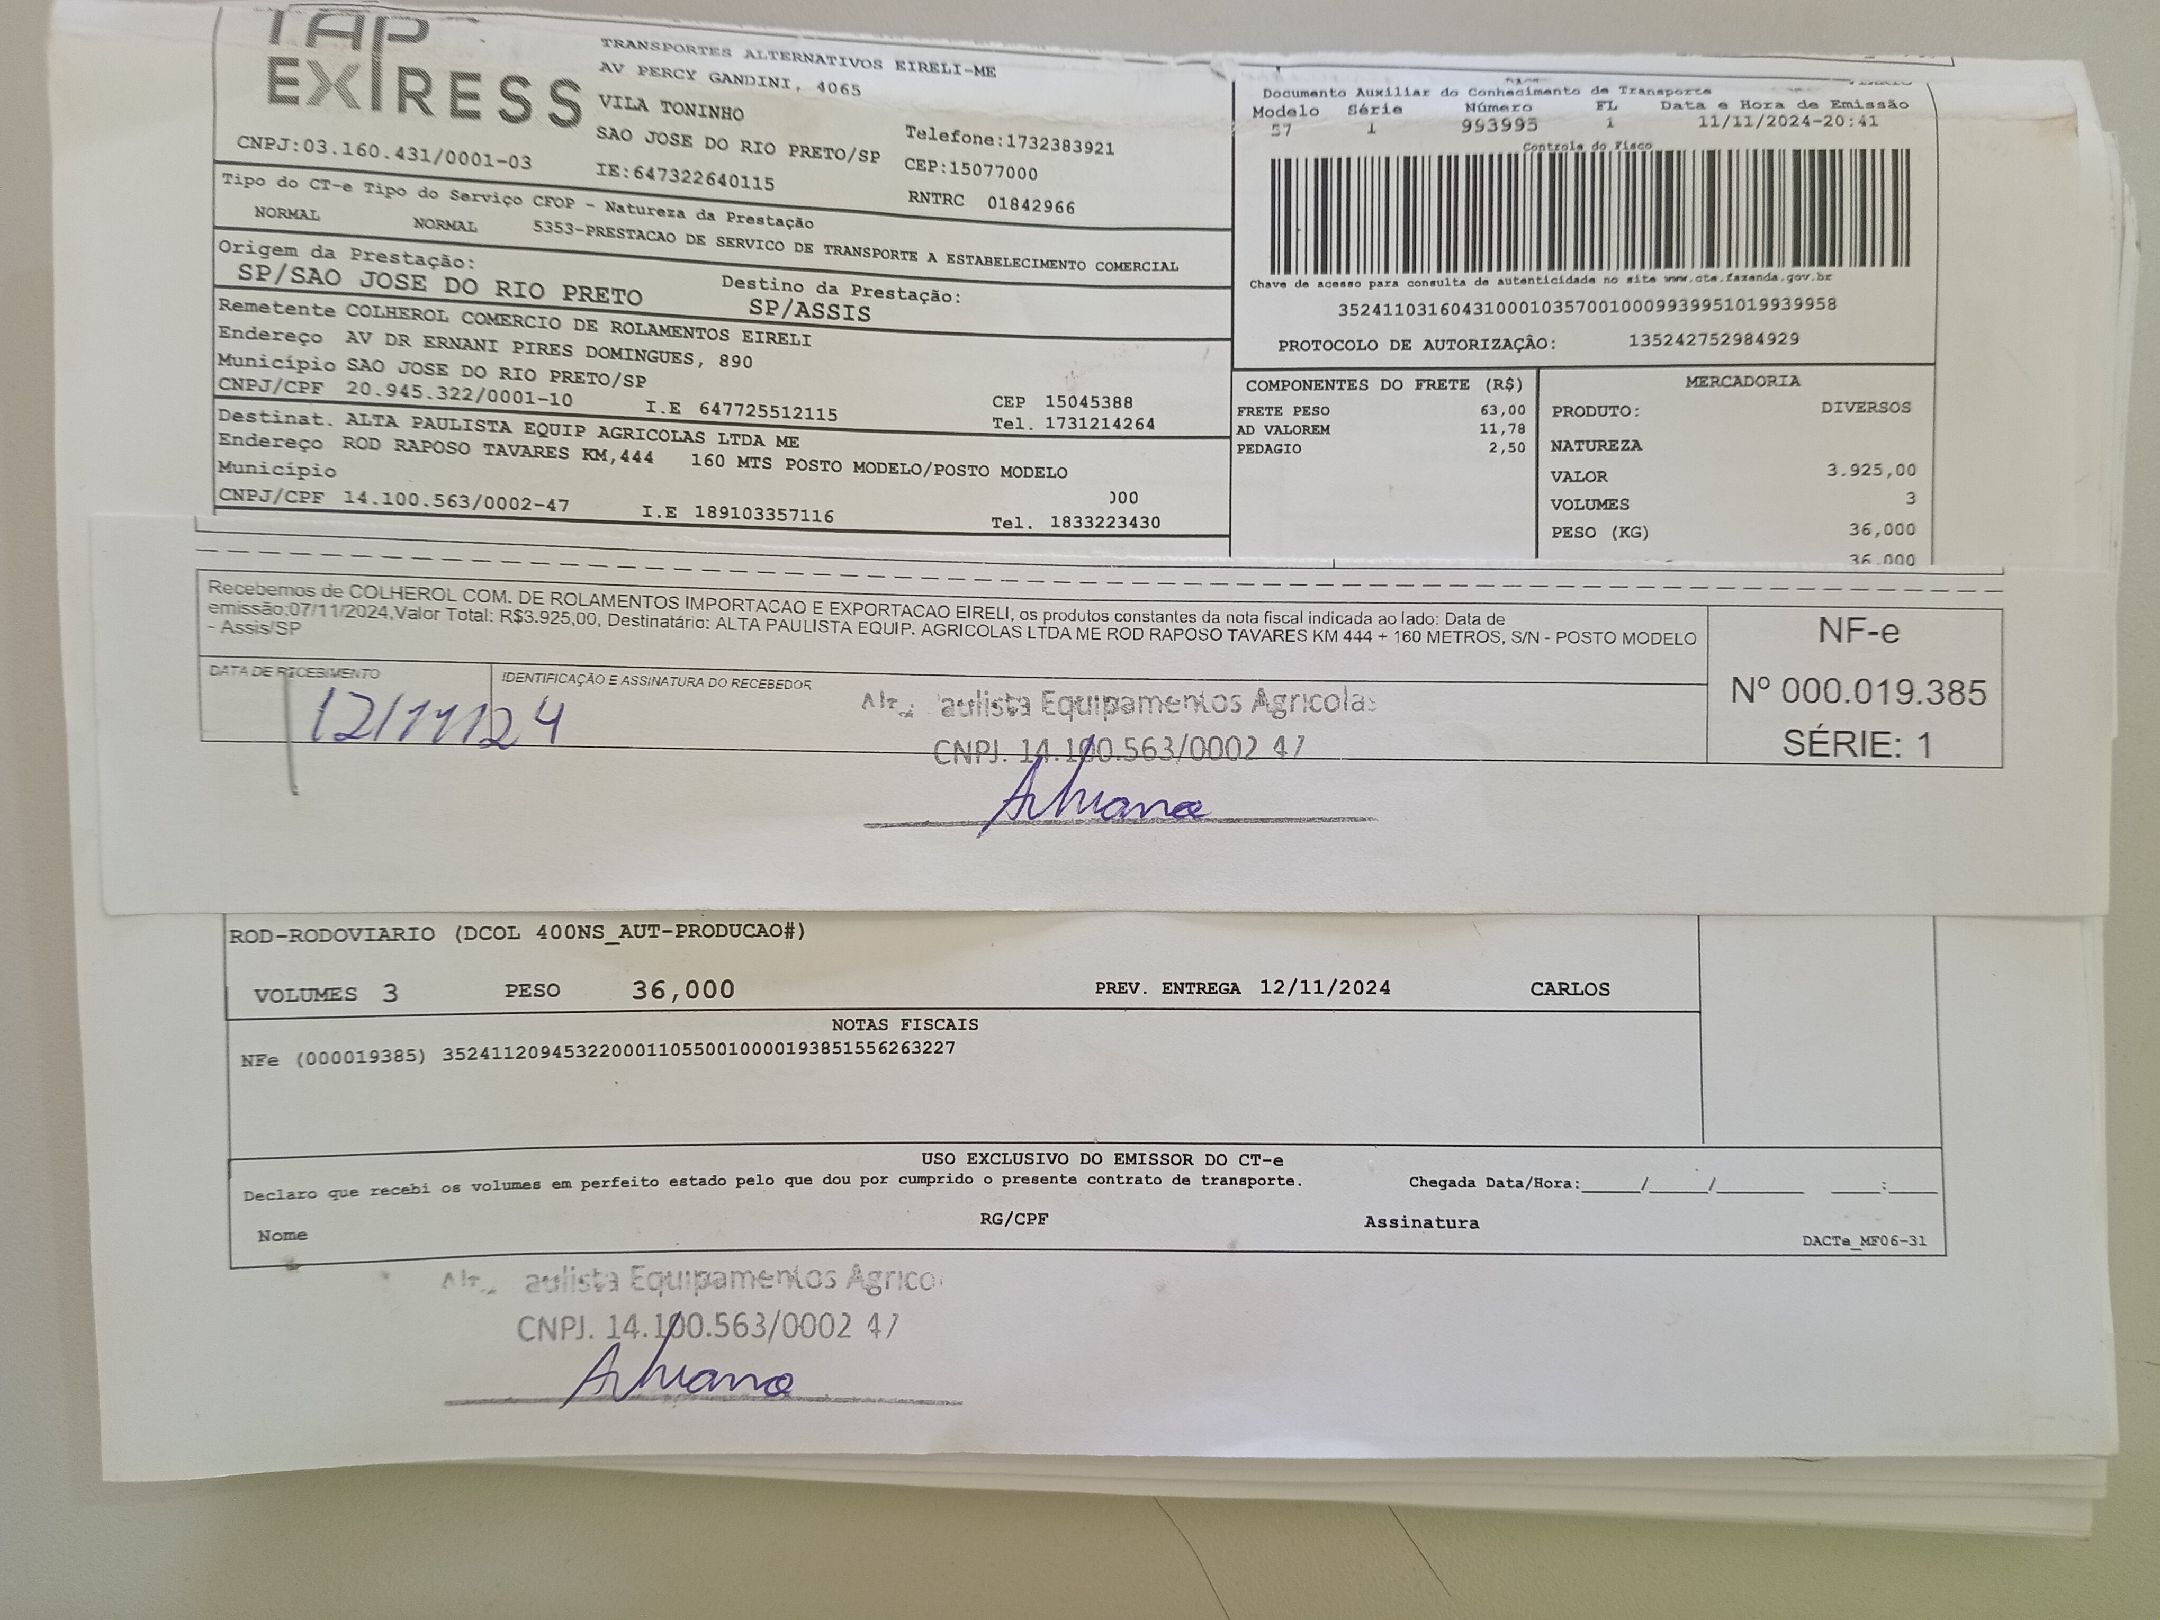 TAP
EXPRESS
TRANSPORTES ALTERNATIVOS EIRELI-ME
AV PERCY GANDINI, 4065
VILA TONINHO
SAO JOSE DO RIO PRETO/SP
Telefone:1732383921
CNPJ:03.160.431/0001-03
IE:647322640115
CEP:15077000
RNTRC 01842966
Documento Auxiliar do Conhecimento de Transporte
Modelo Série Número FL Data e Hora de Emissão
57 1 993995 1 11/11/2024-20:41
Controle do Fisco
Chave de acesso para consulta de autenticidade no site www.cte.fazenda.gov.br
35241103160431000103570010009939951019939958
PROTOCOLO DE AUTORIZAÇÃO: 135242752984929
Tipo do CT-e Tipo do Serviço CFOP - Natureza da Prestação
NORMAL NORMAL 5353-PRESTACAO DE SERVICO DE TRANSPORTE A ESTABELECIMENTO COMERCIAL
Origem da Prestação: Destino da Prestação:
SP/SAO JOSE DO RIO PRETO SP/ASSIS
Remetente COLHEROL COMERCIO DE ROLAMENTOS EIRELI
Endereço AV DR ERNANI PIRES DOMINGUES, 890
Município SAO JOSE DO RIO PRETO/SP CEP 15045388
CNPJ/CPF 20.945.322/0001-10 I.E 647725512115 Tel. 1731214264
Destinat. ALTA PAULISTA EQUIP AGRICOLAS LTDA ME
Endereço ROD RAPOSO TAVARES KM,444 160 MTS POSTO MODELO/POSTO MODELO
Município 000
CNPJ/CPF 14.100.563/0002-47 I.E 189103357116 Tel. 1833223430
COMPONENTES DO FRETE (R$)
FRETE PESO 63,00
AD VALOREM 11,78
PEDAGIO 2,50
MERCADORIA
PRODUTO: DIVERSOS
NATUREZA
VALOR 3.925,00
VOLUMES 3
PESO (KG) 36,000
36,000
Recebemos de COLHEROL COM. DE ROLAMENTOS IMPORTACAO E EXPORTACAO EIRELI, os produtos constantes da nota fiscal indicada ao lado: Data de
emissão:07/11/2024,Valor Total: R$3.925,00, Destinatário: ALTA PAULISTA EQUIP. AGRICOLAS LTDA ME ROD RAPOSO TAVARES KM 444 + 160 METROS, S/N - POSTO MODELO
- Assis/SP
NF-e
Nº 000.019.385
SÉRIE: 1
DATA DE RECEBIMENTO
12/11/24
IDENTIFICAÇÃO E ASSINATURA DO RECEBEDOR
aulista Equipamentos Agricolas
CNPJ. 14.100.563/0002 47
ROD-RODOVIARIO (DCOL 400NS_AUT-PRODUCAO#)
VOLUMES 3 PESO 36,000 PREV. ENTREGA 12/11/2024 CARLOS
NOTAS FISCAIS
NFe (000019385) 35241120945322000110550010000193851556263227
USO EXCLUSIVO DO EMISSOR DO CT-e
Declaro que recebi os volumes em perfeito estado pelo que dou por cumprido o presente contrato de transporte. Chegada Data/Hora:_____/_____/________ ____:____
Nome RG/CPF Assinatura
DACTe_MF06-31
aulista Equipamentos Agrico
CNPJ. 14.100.563/0002 47